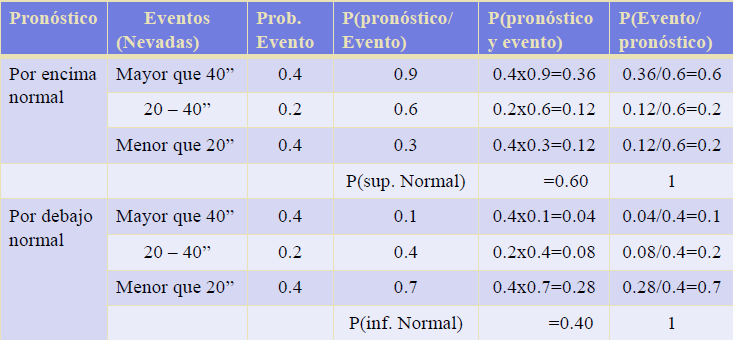 Pronóstico Eventos (Nevadas) Prob. Evento P(pronóstico/ Evento) P(pronóstico y evento) P(Evento/ pronóstico)
Por encima normal Mayor que 40” 0.4 0.9 0.4x0.9=0.36 0.36/0.6=0.6
20 – 40” 0.2 0.6 0.2x0.6=0.12 0.12/0.6=0.2
Menor que 20” 0.4 0.3 0.4x0.3=0.12 0.12/0.6=0.2
P(sup. Normal) =0.60 1
Por debajo normal Mayor que 40” 0.4 0.1 0.4x0.1=0.04 0.04/0.4=0.1
20 – 40” 0.2 0.4 0.2x0.4=0.08 0.08/0.4=0.2
Menor que 20” 0.4 0.7 0.4x0.7=0.28 0.28/0.4=0.7
P(inf. Normal) =0.40 1